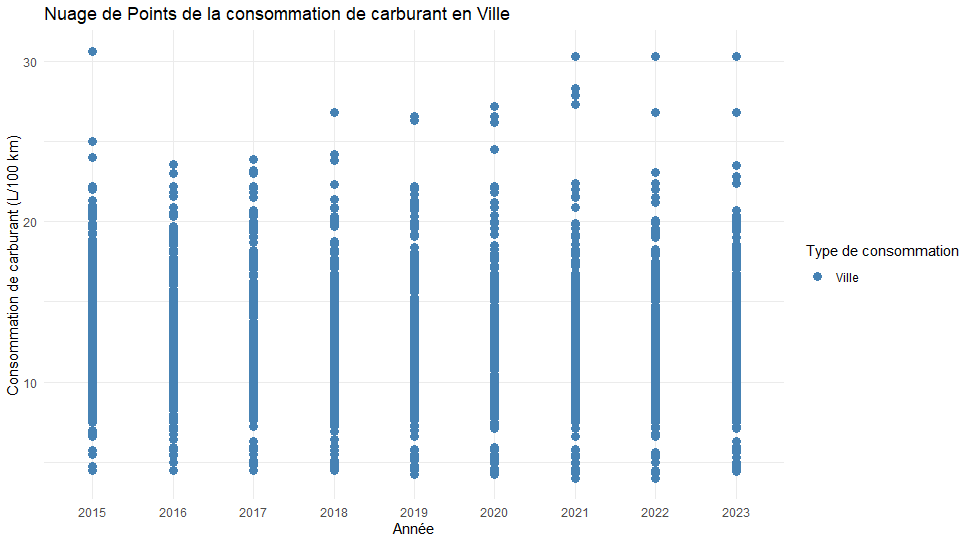 Nuage de Points de la consommation de carburant en Ville
Consommation de carburant (L/100 km)
30
20
10
2015 2016 2017 2018 2019 2020 2021 2022 2023
Année
Type de consommation
Ville